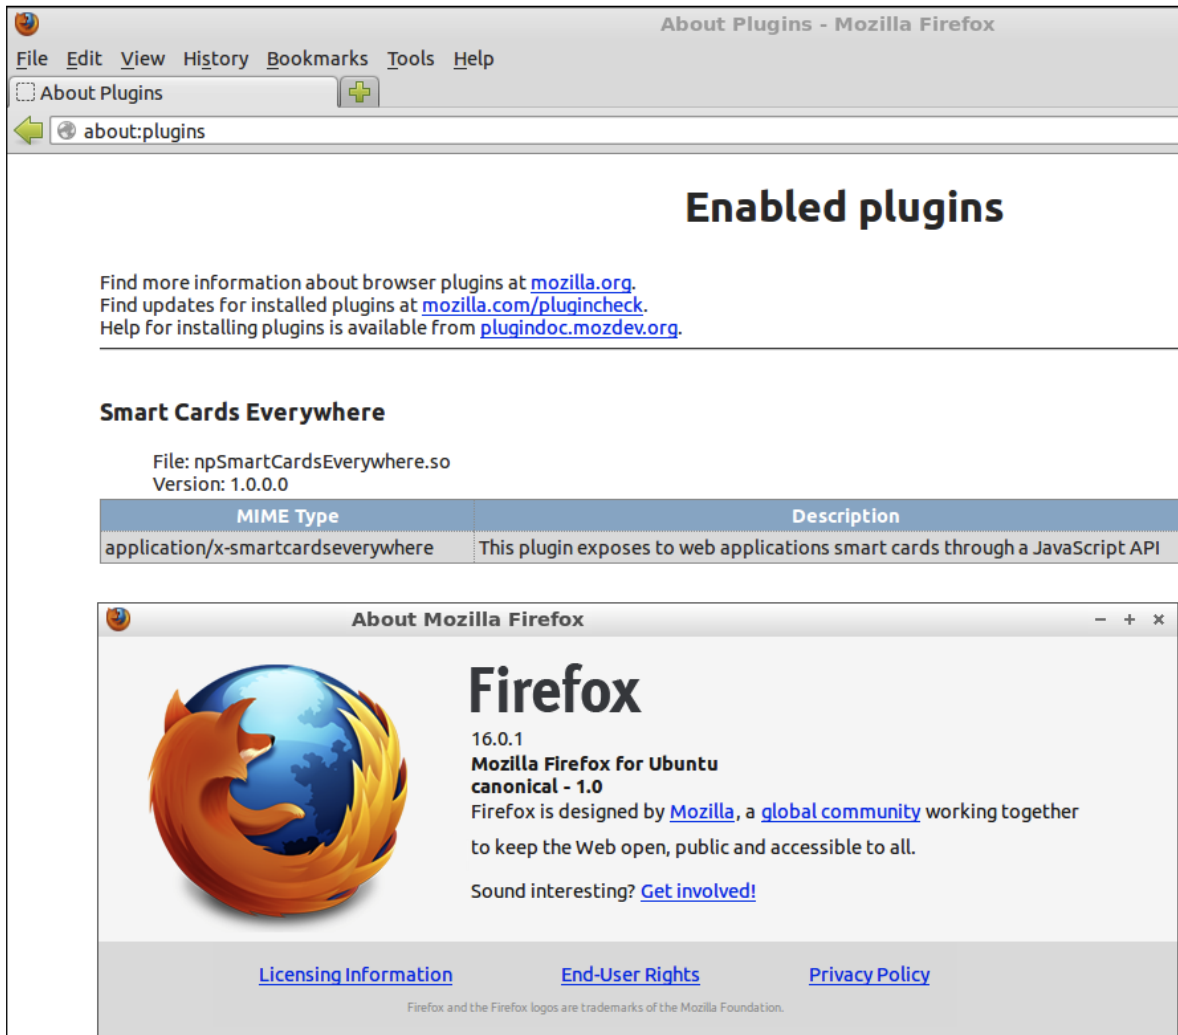 About Plugins - Mozilla Firefox
File Edit View History Bookmarks Tools Help
About Plugins
about:plugins
Enabled plugins
Find more information about browser plugins at mozilla.org.
Find updates for installed plugins at mozilla.com/plugincheck.
Help for installing plugins is available from plugindoc.mozdev.org.
Smart Cards Everywhere
File: npSmartCardsEverywhere.so
Version: 1.0.0.0
MIME Type Description
application/x-smartcardseverywhere This plugin exposes to web applications smart cards through a JavaScript API
About Mozilla Firefox
Firefox
16.0.1
Mozilla Firefox for Ubuntu
canonical - 1.0
Firefox is designed by Mozilla, a global community working together
to keep the Web open, public and accessible to all.
Sound interesting? Get involved!
Licensing Information End-User Rights Privacy Policy
Firefox and the Firefox logos are trademarks of the Mozilla Foundation.